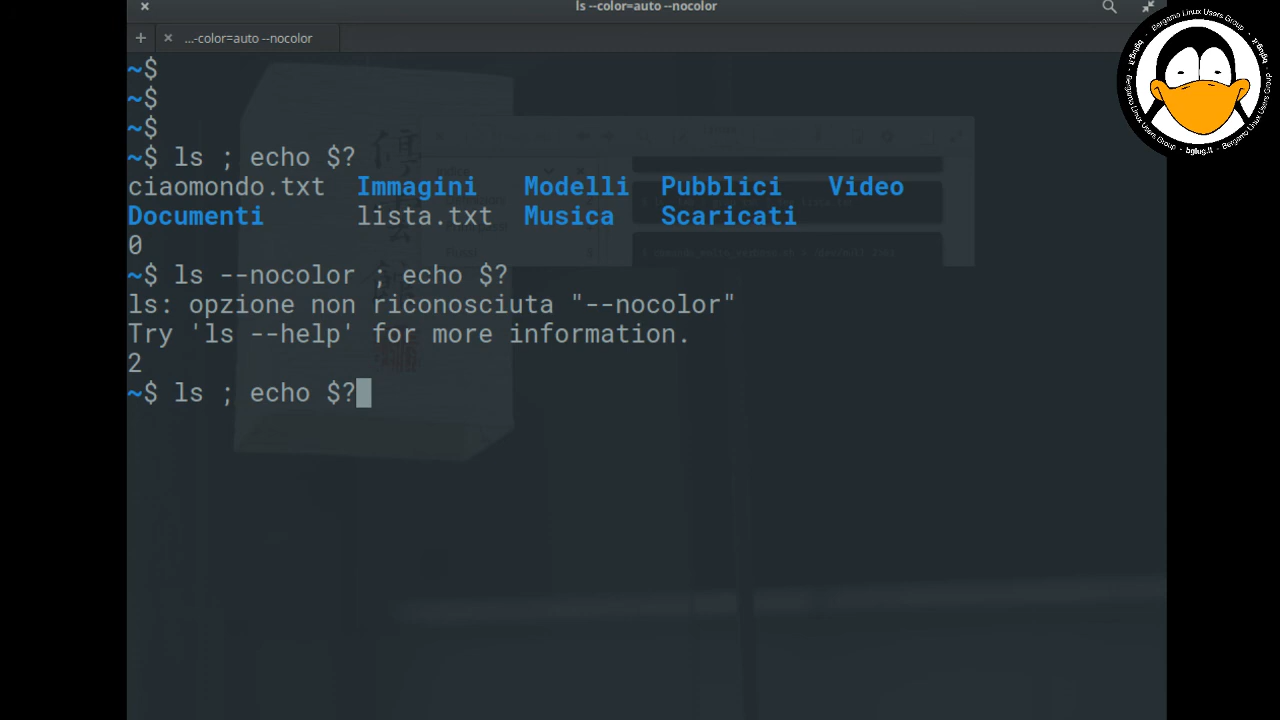 ls --color=auto --nocolor
...-color=auto --nocolor
~$
~$
~$
~$ ls ; echo $?
ciaomondo.txt Immagini Modelli Pubblici Video
Documenti lista.txt Musica Scaricati
0
~$ ls --nocolor ; echo $?
ls: opzione non riconosciuta "--nocolor"
Try 'ls --help' for more information.
2
~$ ls ; echo $?
Bergamo Linux Users Group
bglug.it